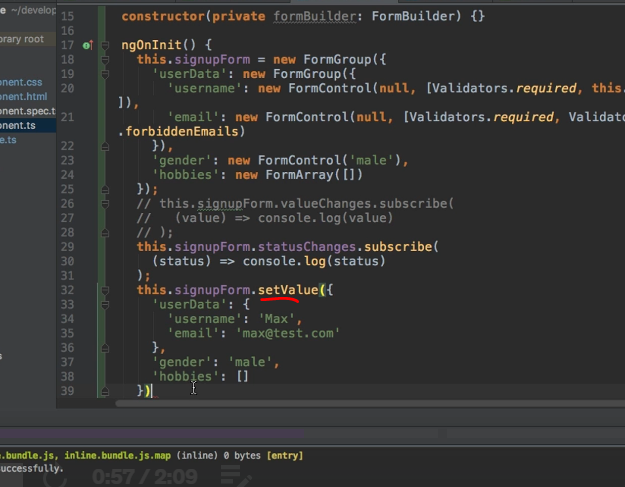 e ~/develop
brary root
onent.css
onent.html
onent.spec.t
onent.ts
e.ts
s
15 constructor(private formBuilder: FormBuilder) {}
16
17 ngOnInit() {
18 this.signupForm = new FormGroup({
19 'userData': new FormGroup({
20 'username': new FormControl(null, [Validators.required, this.
]),
21 'email': new FormControl(null, [Validators.required, Validato
.forbiddenEmails)
22 }),
23 'gender': new FormControl('male'),
24 'hobbies': new FormArray([])
25 });
26 // this.signupForm.valueChanges.subscribe(
27 // (value) => console.log(value)
28 // );
29 this.signupForm.statusChanges.subscribe(
30 (status) => console.log(status)
31 );
32 this.signupForm.setValue({
33 'userData': {
34 'username': 'Max',
35 'email': 'max@test.com'
36 },
37 'gender': 'male',
38 'hobbies': []
39 })
.bundle.js, inline.bundle.js.map (inline) 0 bytes [entry]
uccessfully.
0:57 / 2:09